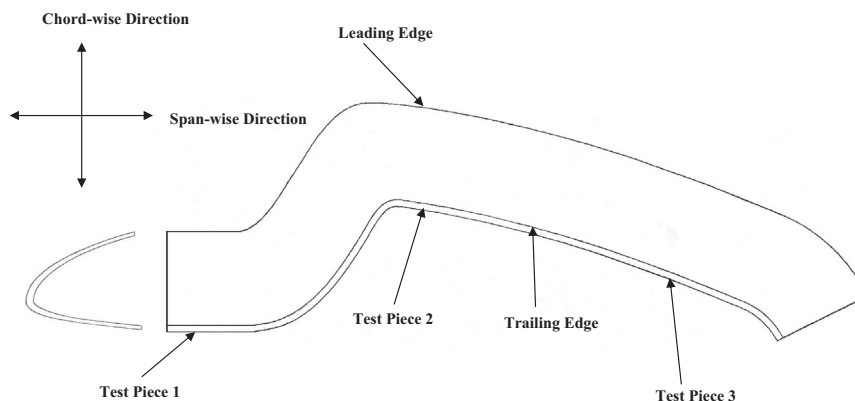 Chord-wise Direction
Leading Edge
Span-wise Direction
Test Piece 2
Trailing Edge
Test Piece 1
Test Piece 3